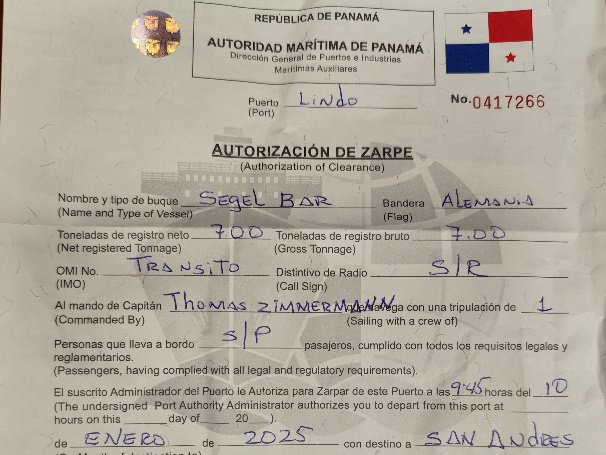 REPÚBLICA DE PANAMÁ
AUTORIDAD MARÍTIMA DE PANAMÁ
Dirección General de Puertos e Industrias
Marítimas Auxiliares
Puerto Lindo
(Port)
No. 0417266
AUTORIZACIÓN DE ZARPE
(Authorization of Clearance)
Nombre y tipo de buque SEGEL BAR Bandera ALEMANIA
(Name and Type of Vessel) (Flag)
Toneladas de registro neto 7.00 Toneladas de registro bruto 7.00
(Net registered Tonnage) (Gross Tonnage)
OMI No. TRANSITO Distintivo de Radio S/R
(IMO) (Call Sign)
Al mando de Capitán THOMAS ZIMMERMANN navega con una tripulación de 1
(Commanded By) (Sailing with a crew of)
Personas que lleva a bordo S/P pasajeros, cumplido con todos los requisitos legales y
reglamentarios.
(Passengers, having complied with all legal and regulatory requirements).
El suscrito Administrador del Puerto le Autoriza para Zarpar de este Puerto a las 9:45 horas del 10
(The undersigned Port Authority Administrator authorizes you to depart from this port at
hours on this ____ day of ____ 20 ___).
de ENERO de 2025 con destino a SAN ANDRES